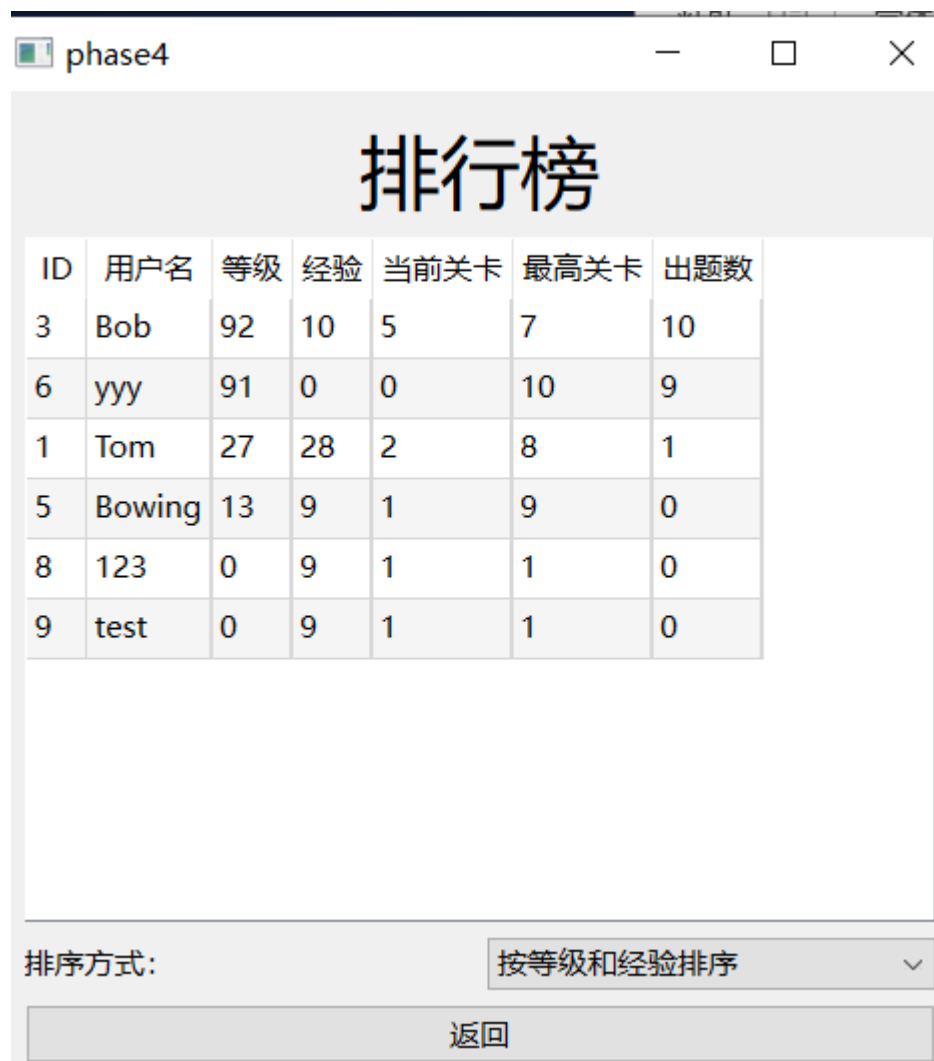 phase4
排行榜
ID 用户名 等级 经验 当前关卡 最高关卡 出题数
3 Bob 92 10 5 7 10
6 yyy 91 0 0 10 9
1 Tom 27 28 2 8 1
5 Bowing 13 9 1 9 0
8 123 0 9 1 1 0
9 test 0 9 1 1 0
排序方式: 按等级和经验排序
返回